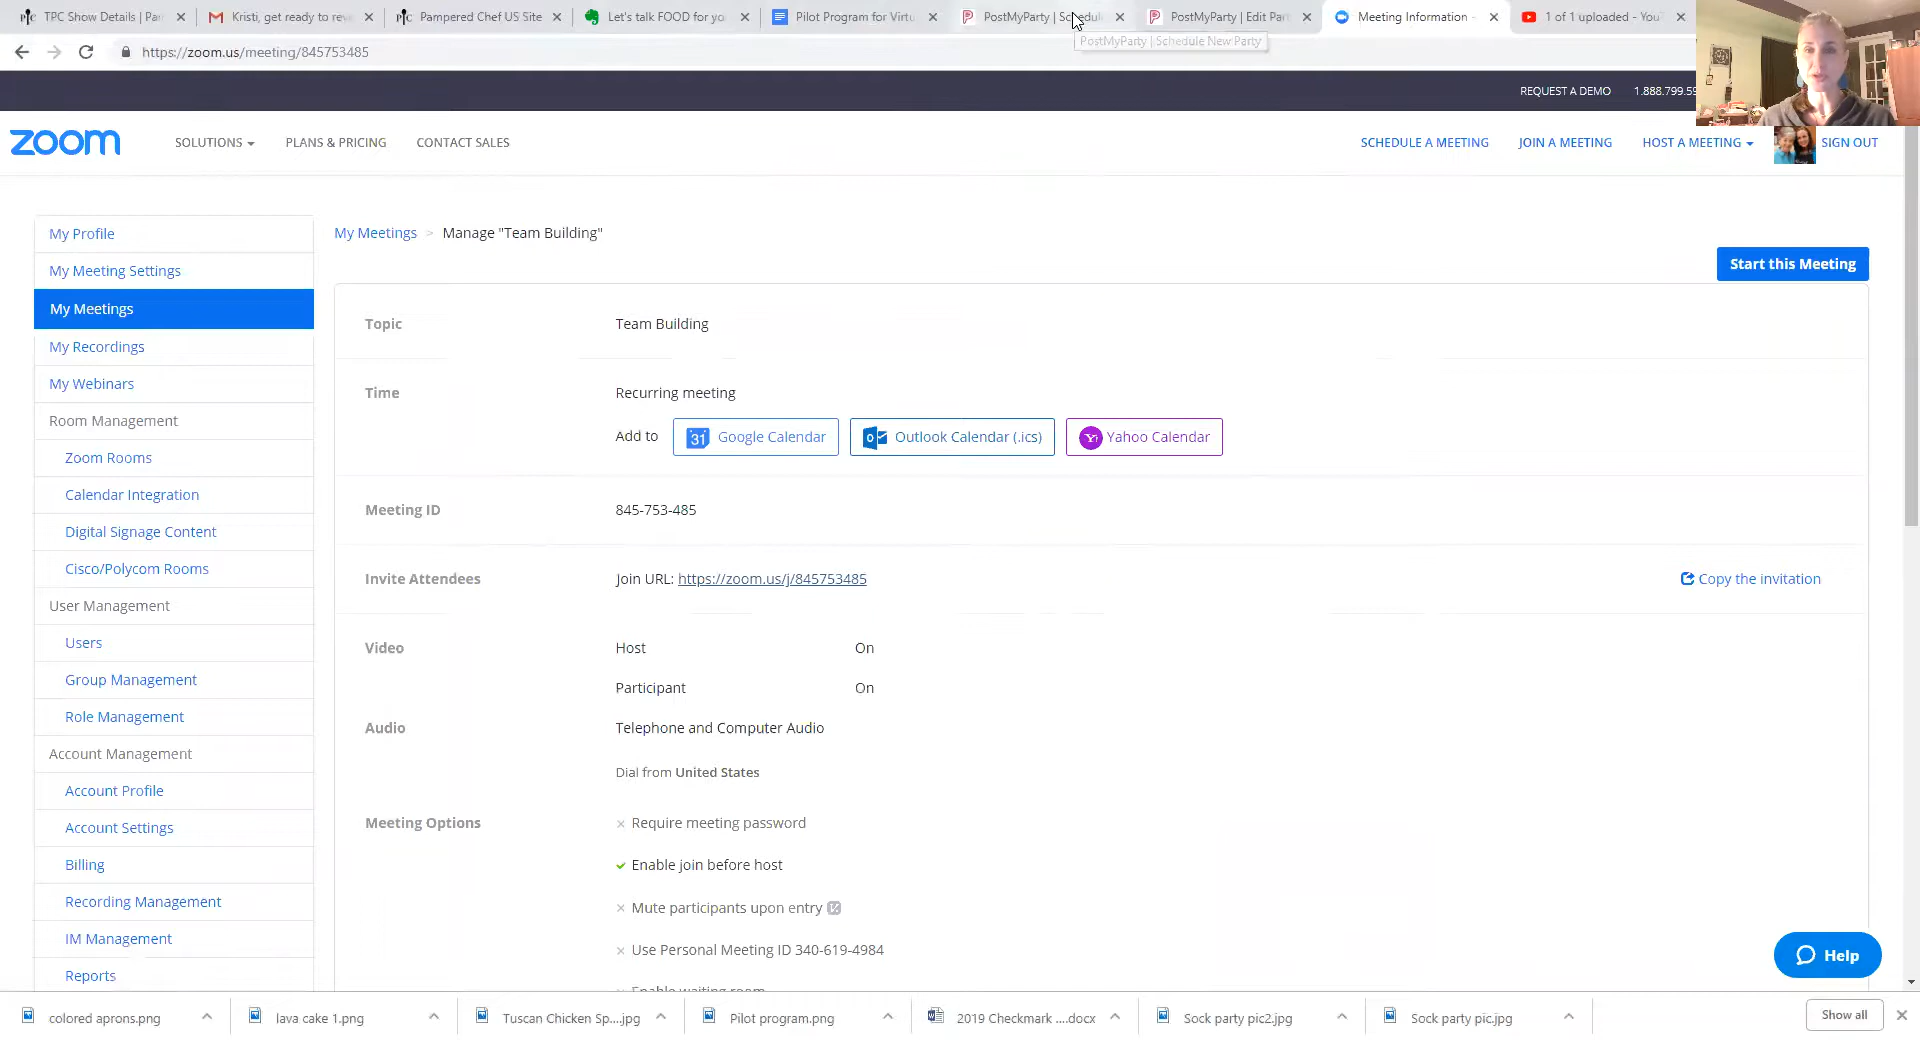 TPC Show Details | Par
Kristi, get ready to rev
Pampered Chef US Site
Let's talk FOOD for yo
Pilot Program for Virtu
PostMyParty | Schedul
PostMyParty | Edit Part
Meeting Information -
1 of 1 uploaded - YouT
https://zoom.us/meeting/845753485
PostMyParty | Schedule New Party
REQUEST A DEMO 1.888.799.59
zoom SOLUTIONS PLANS & PRICING CONTACT SALES SCHEDULE A MEETING JOIN A MEETING HOST A MEETING SIGN OUT
My Profile
My Meeting Settings
My Meetings
My Recordings
My Webinars
Room Management
Zoom Rooms
Calendar Integration
Digital Signage Content
Cisco/Polycom Rooms
User Management
Users
Group Management
Role Management
Account Management
Account Profile
Account Settings
Billing
Recording Management
IM Management
Reports
My Meetings > Manage "Team Building"
Start this Meeting
Topic Team Building
Time Recurring meeting
Add to 31 Google Calendar Outlook Calendar (.ics) Yahoo Calendar
Meeting ID 845-753-485
Invite Attendees Join URL: https://zoom.us/j/845753485 Copy the invitation
Video Host On
Participant On
Audio Telephone and Computer Audio
Dial from United States
Meeting Options Require meeting password
Enable join before host
Mute participants upon entry
Use Personal Meeting ID 340-619-4984
Enable waiting room
Help
colored aprons.png lava cake 1.png Tuscan Chicken Sp....jpg Pilot program.png 2019 Checkmark ....docx Sock party pic2.jpg Sock party pic.jpg Show all